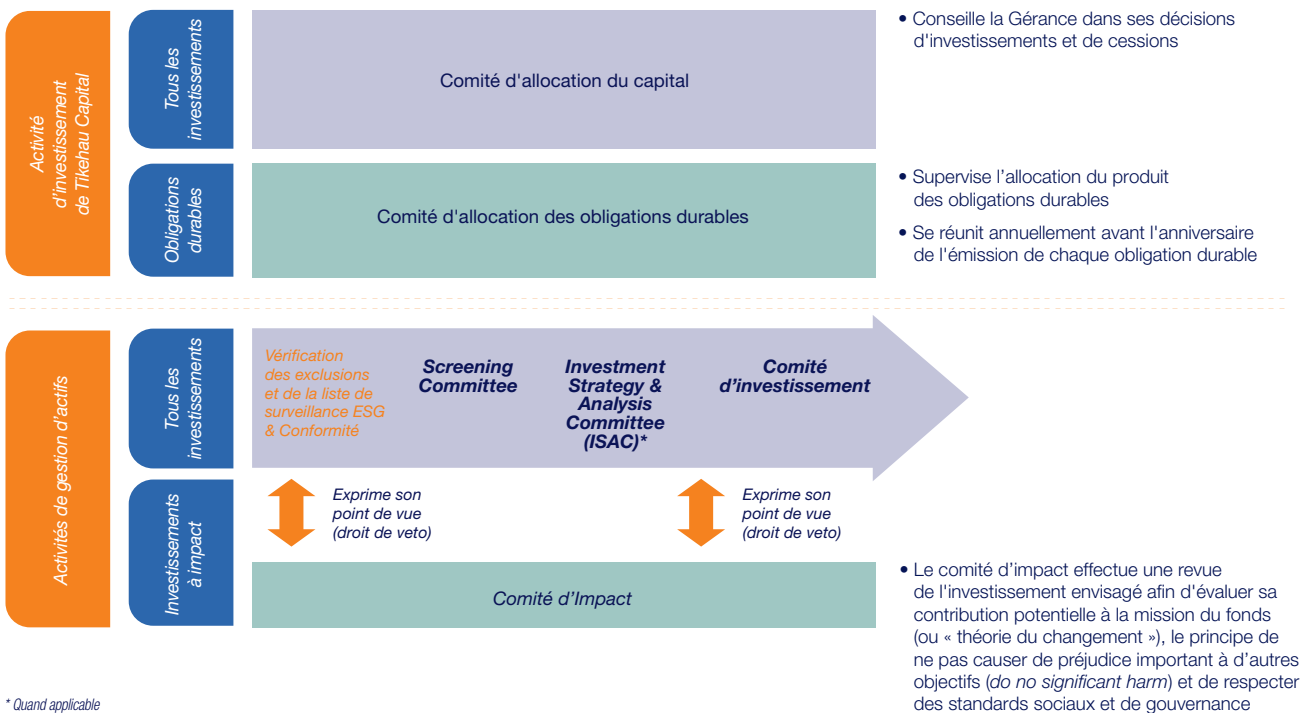 Activité
d'investissement
de Tikehau Capital
Tous les
investissements
Comité d'allocation du capital
• Conseille la Gérance dans ses décisions
d'investissements et de cessions
Obligations
durables
Comité d'allocation des obligations durables
• Supervise l'allocation du produit
des obligations durables
• Se réunit annuellement avant l'anniversaire
de l'émission de chaque obligation durable
Activités de gestion d'actifs
Tous les
investissements
Vérification
des exclusions
et de la liste de
surveillance ESG
& Conformité
Screening
Committee
Investment
Strategy &
Analysis
Committee
(ISAC)*
Comité
d'investissement
Investissements
à impact
Exprime son
point de vue
(droit de veto)
Exprime son
point de vue
(droit de veto)
Comité d'Impact
• Le comité d'impact effectue une revue
de l'investissement envisagé afin d'évaluer sa
contribution potentielle à la mission du fonds
(ou « théorie du changement »), le principe de
ne pas causer de préjudice important à d'autres
objectifs (do no significant harm) et de respecter
des standards sociaux et de gouvernance
* Quand applicable